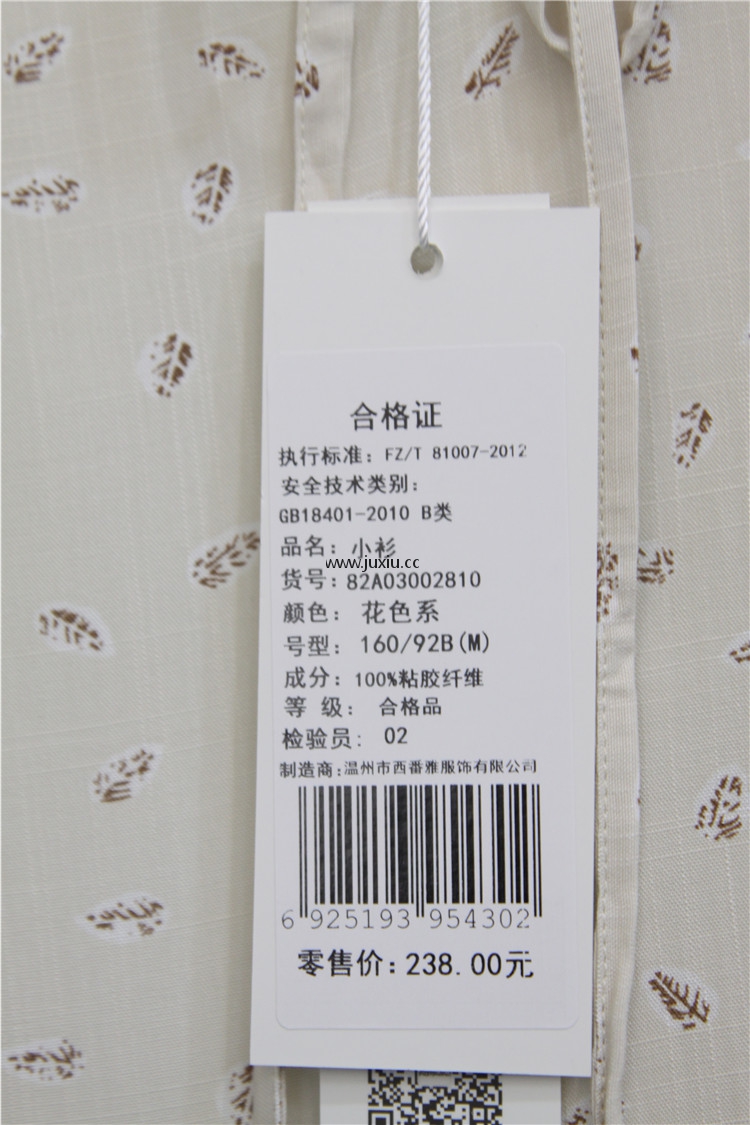 合格证
执行标准：FZ/T 81007-2012
安全技术类别：
GB18401-2010 B类
品名：小衫
www.juxiu.cc
货号：82A03002810
颜色：花色系
号型：160/92B(M)
成分：100%粘胶纤维
等 级：合格品
检验员：02
制造商：温州市西番雅服饰有限公司
6 925193 954302
零售价：238.00元